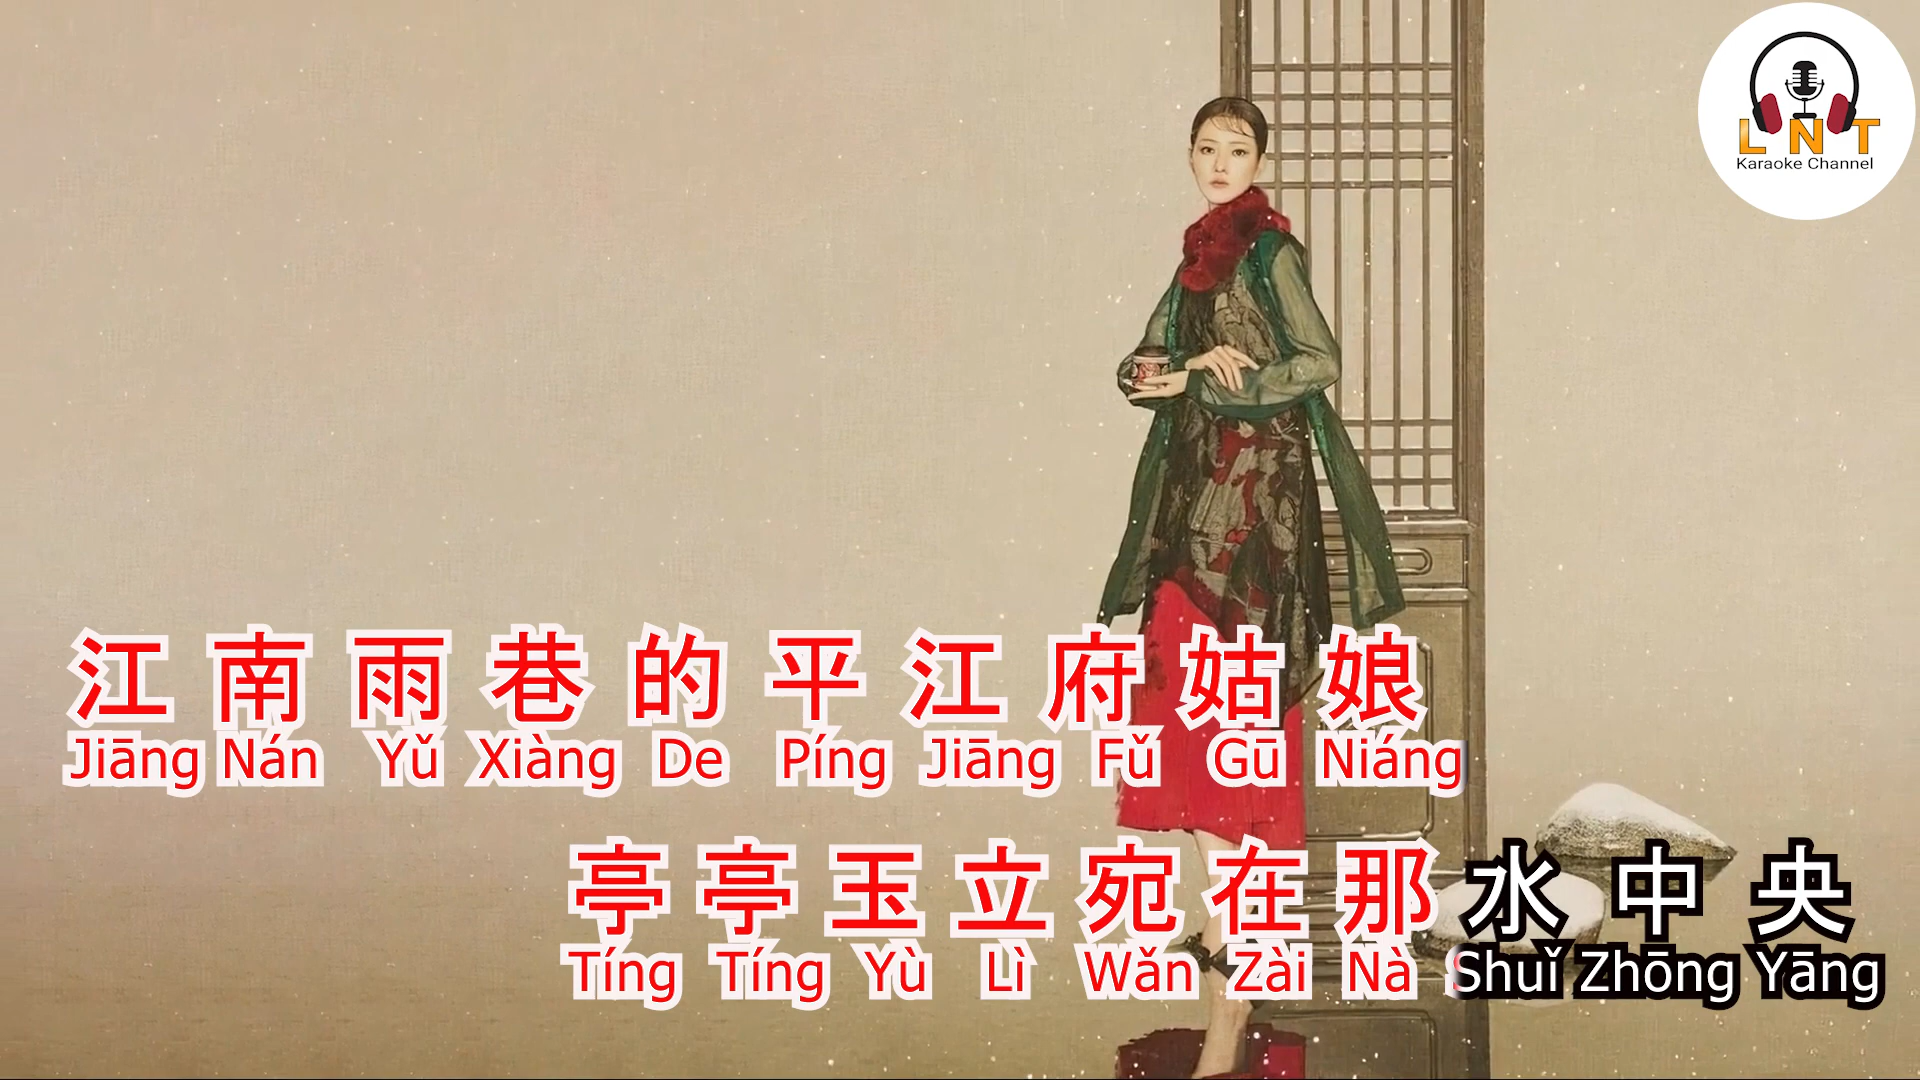 L N T
Karaoke Channel
江 南 雨 巷 的 平 江 府 姑 娘
Jiāng Nán Yǔ Xiàng De Píng Jiāng Fǔ Gū Niáng
亭 亭 玉 立 宛 在 那 水 中 央
Tíng Tíng Yù Lì Wǎn Zài Nà Shuǐ Zhōng Yāng